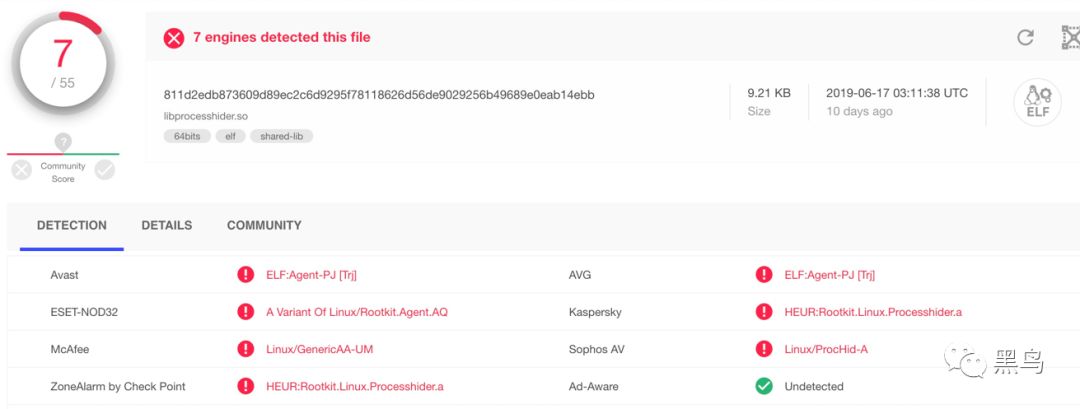 7
/ 55
?
Community
Score
7 engines detected this file
811d2edb873609d89ec2c6d9295f78118626d56de9029256b49689e0eab14ebb
libprocesshider.so
64bits elf shared-lib
9.21 KB
Size
2019-06-17 03:11:38 UTC
10 days ago
ELF
DETECTION DETAILS COMMUNITY
Avast ELF:Agent-PJ [Trj] AVG ELF:Agent-PJ [Trj]
ESET-NOD32 A Variant Of Linux/Rootkit.Agent.AQ Kaspersky HEUR:Rootkit.Linux.Processhider.a
McAfee Linux/GenericAA-UM Sophos AV Linux/ProcHid-A
ZoneAlarm by Check Point HEUR:Rootkit.Linux.Processhider.a Ad-Aware Undetected
黑鸟